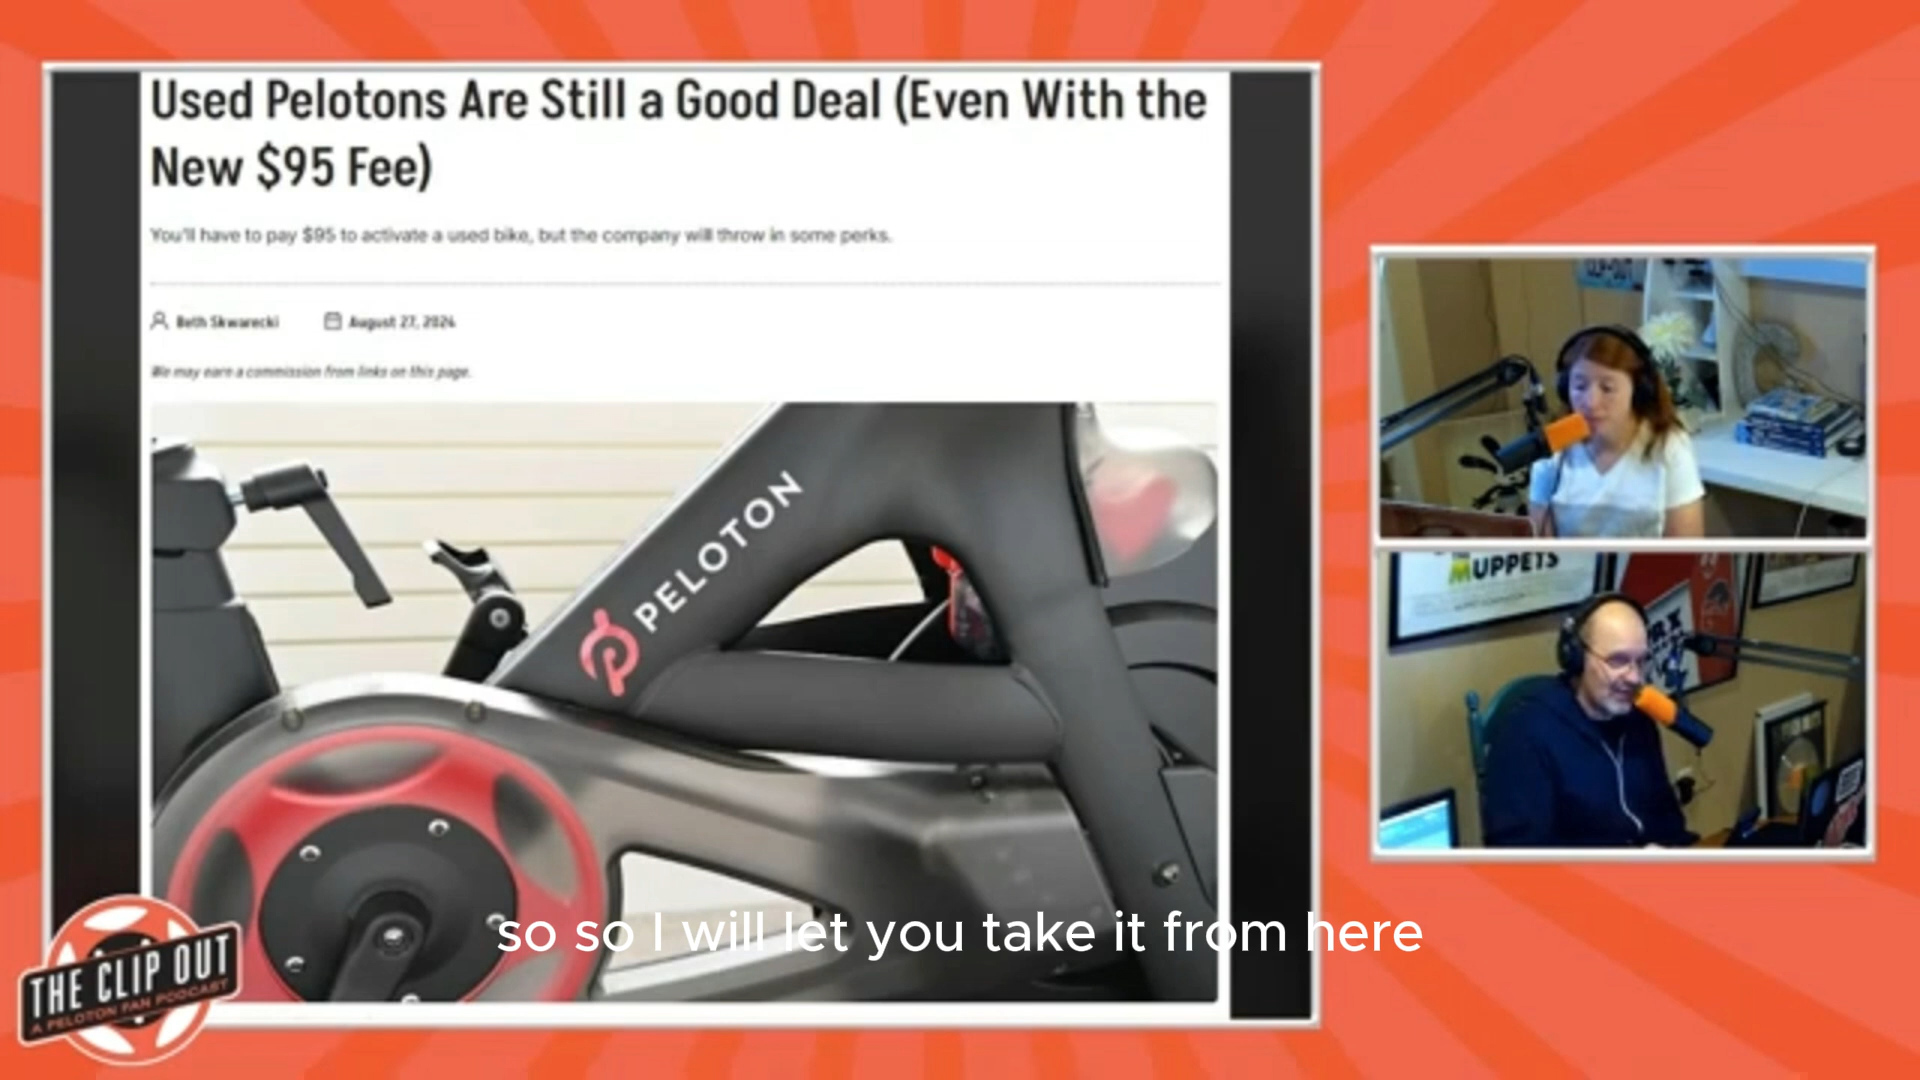 Used Pelotons Are Still a Good Deal (Even With the
New $95 Fee)
You'll have to pay $95 to activate a used bike, but the company will throw in some perks.
Beth Skwarecki
August 27, 2024
We may earn a commission from links on this page.
PELOTON
MUPPETS
THE CLIP OUT
A PELOTON FAN PODCAST
so so I will let you take it from here